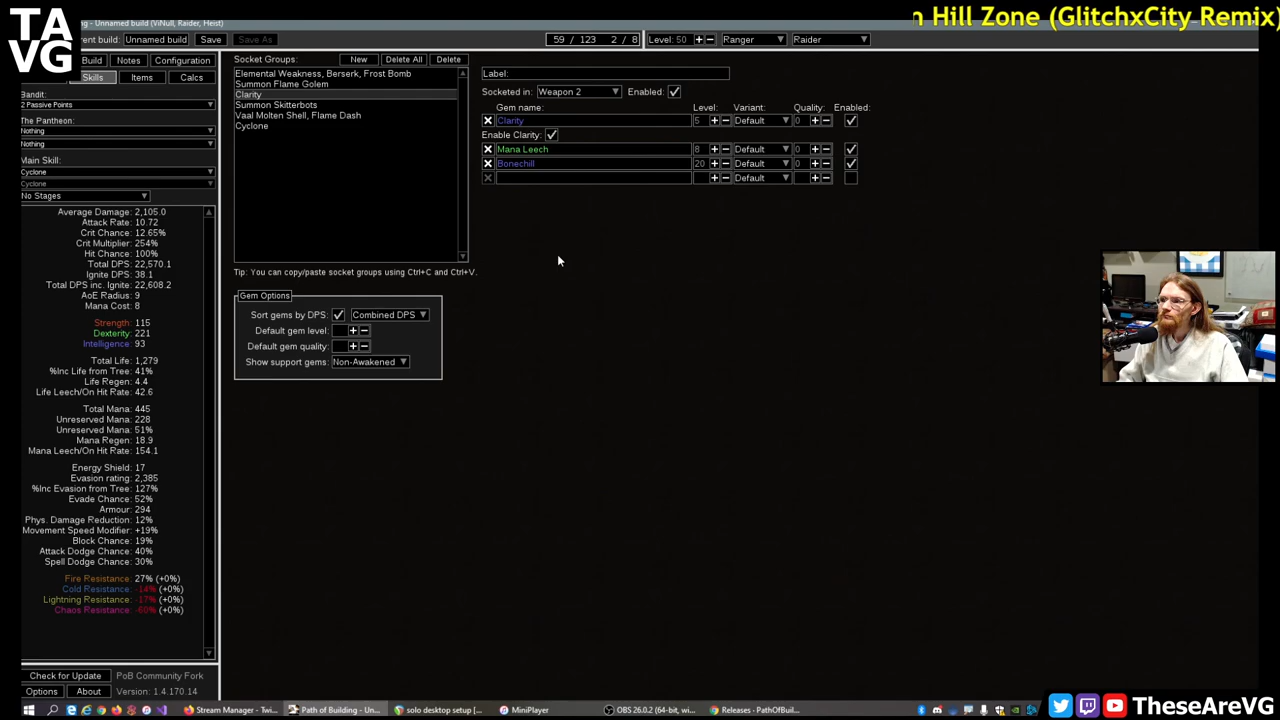 TA
VG
n Hill Zone (GlitchxCity Remix)
- Unnamed build (ViNull, Raider, Heist)
ent build: Unnamed build Save Save As 59 / 123 2 / 8 Level: 50 Ranger Raider
Build Notes Configuration
Skills Items Calcs
Bandit:
2 Passive Points
The Pantheon:
Nothing
Nothing
Main Skill:
Cyclone
Cyclone
No Stages
Average Damage: 2,105.0
Attack Rate: 10.72
Crit Chance: 12.65%
Crit Multiplier: 254%
Hit Chance: 100%
Total DPS: 22,570.1
Ignite DPS: 38.1
Total DPS inc. Ignite: 22,608.2
AoE Radius: 9
Mana Cost: 8
Strength: 115
Dexterity: 221
Intelligence: 93
Total Life: 1,279
%Inc Life from Tree: 41%
Life Regen: 4.4
Life Leech/On Hit Rate: 42.6
Total Mana: 445
Unreserved Mana: 228
Unreserved Mana: 51%
Mana Regen: 18.9
Mana Leech/On Hit Rate: 154.1
Energy Shield: 17
Evasion rating: 2,385
%Inc Evasion from Tree: 127%
Evade Chance: 52%
Armour: 294
Phys. Damage Reduction: 12%
Movement Speed Modifier: +19%
Block Chance: 19%
Attack Dodge Chance: 40%
Spell Dodge Chance: 30%
Fire Resistance: 27% (+0%)
Cold Resistance: -14% (+0%)
Lightning Resistance: -17% (+0%)
Chaos Resistance: -60% (+0%)
Check for Update PoB Community Fork
Options About Version: 1.4.170.14
Socket Groups: New Delete All Delete
Elemental Weakness, Berserk, Frost Bomb
Summon Flame Golem
Clarity
Summon Skitterbots
Vaal Molten Shell, Flame Dash
Cyclone
Tip: You can copy/paste socket groups using Ctrl+C and Ctrl+V.
Gem Options
Sort gems by DPS: Combined DPS
Default gem level:
Default gem quality:
Show support gems: Non-Awakened
Label:
Socketed in: Weapon 2 Enabled:
Gem name: Level: Variant: Quality: Enabled:
Clarity 5 Default 0
Enable Clarity:
Mana Leech 8 Default 0
Bonechill 20 Default 0
Default
Stream Manager - Twi... Path of Building - Un... solo desktop setup [... MiniPlayer OBS 26.0.2 (64-bit, wi... Releases - PathOfBuil...
TheseAreVG